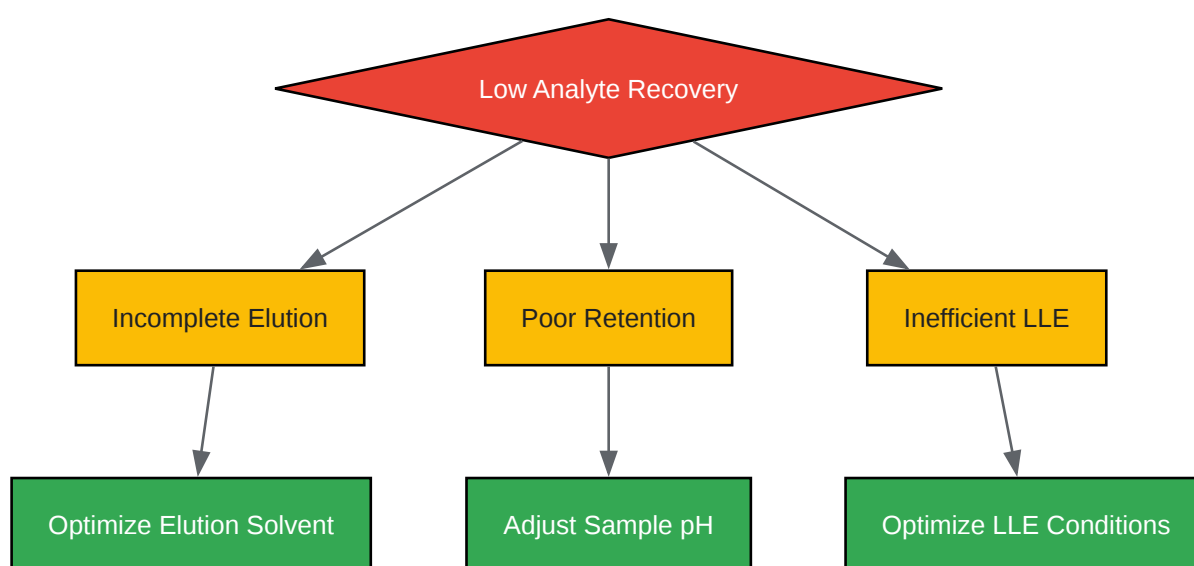 Low Analyte Recovery
Incomplete Elution
Poor Retention
Inefficient LLE
Optimize Elution Solvent
Adjust Sample pH
Optimize LLE Conditions